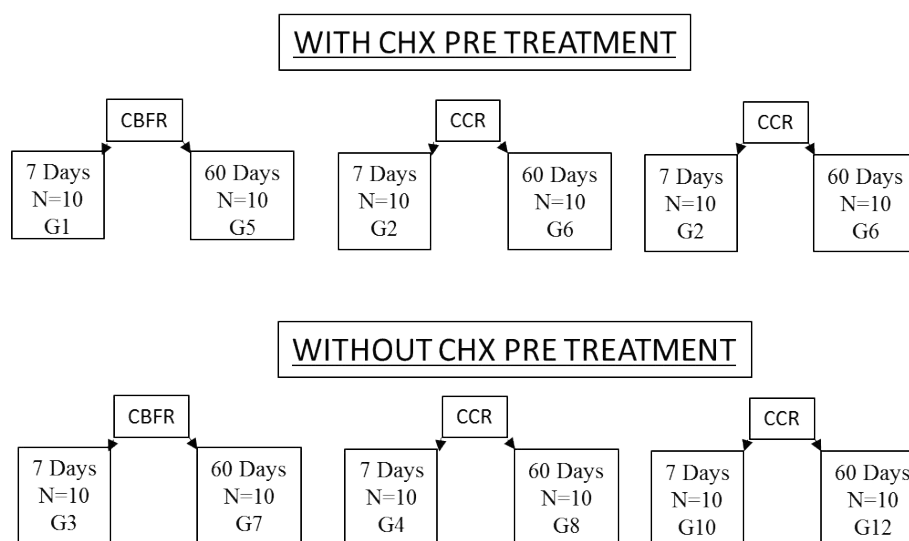 WITH CHX PRE TREATMENT
CBFR
7 Days
N=10
G1
60 Days
N=10
G5
CCR
7 Days
N=10
G2
60 Days
N=10
G6
CCR
7 Days
N=10
G2
60 Days
N=10
G6
WITHOUT CHX PRE TREATMENT
CBFR
7 Days
N=10
G3
60 Days
N=10
G7
CCR
7 Days
N=10
G4
60 Days
N=10
G8
CCR
7 Days
N=10
G10
60 Days
N=10
G12